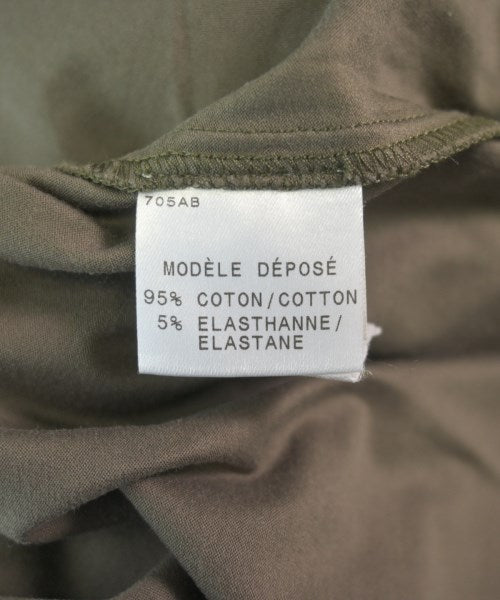 705AB
MODÈLE DÉPOSÉ
95% COTON/COTTON
5% ELASTHANNE/
ELASTANE